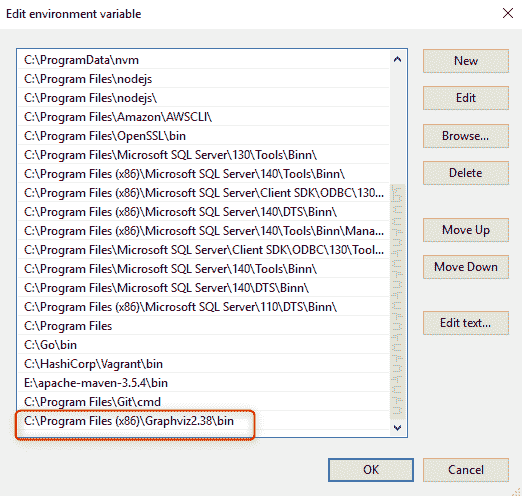 Edit environment variable
C:\ProgramData\nvm
C:\Program Files\nodejs
C:\Program Files\nodejs\
C:\Program Files\Amazon\AWSCLI\
C:\Program Files\OpenSSL\bin
C:\Program Files\Microsoft SQL Server\130\Tools\Binn\
C:\Program Files (x86)\Microsoft SQL Server\140\Tools\Binn\
C:\Program Files (x86)\Microsoft SQL Server\Client SDK\ODBC\130...
C:\Program Files (x86)\Microsoft SQL Server\140\DTS\Binn\
C:\Program Files (x86)\Microsoft SQL Server\140\Tools\Binn\Mana...
C:\Program Files\Microsoft SQL Server\Client SDK\ODBC\130\Tool...
C:\Program Files\Microsoft SQL Server\140\Tools\Binn\
C:\Program Files\Microsoft SQL Server\140\DTS\Binn\
C:\Program Files (x86)\Microsoft SQL Server\110\DTS\Binn\
C:\Program Files
C:\Go\bin
C:\HashiCorp\Vagrant\bin
E:\apache-maven-3.5.4\bin
C:\Program Files\Git\cmd
C:\Program Files (x86)\Graphviz2.38\bin
New
Edit
Browse...
Delete
Move Up
Move Down
Edit text...
OK
Cancel